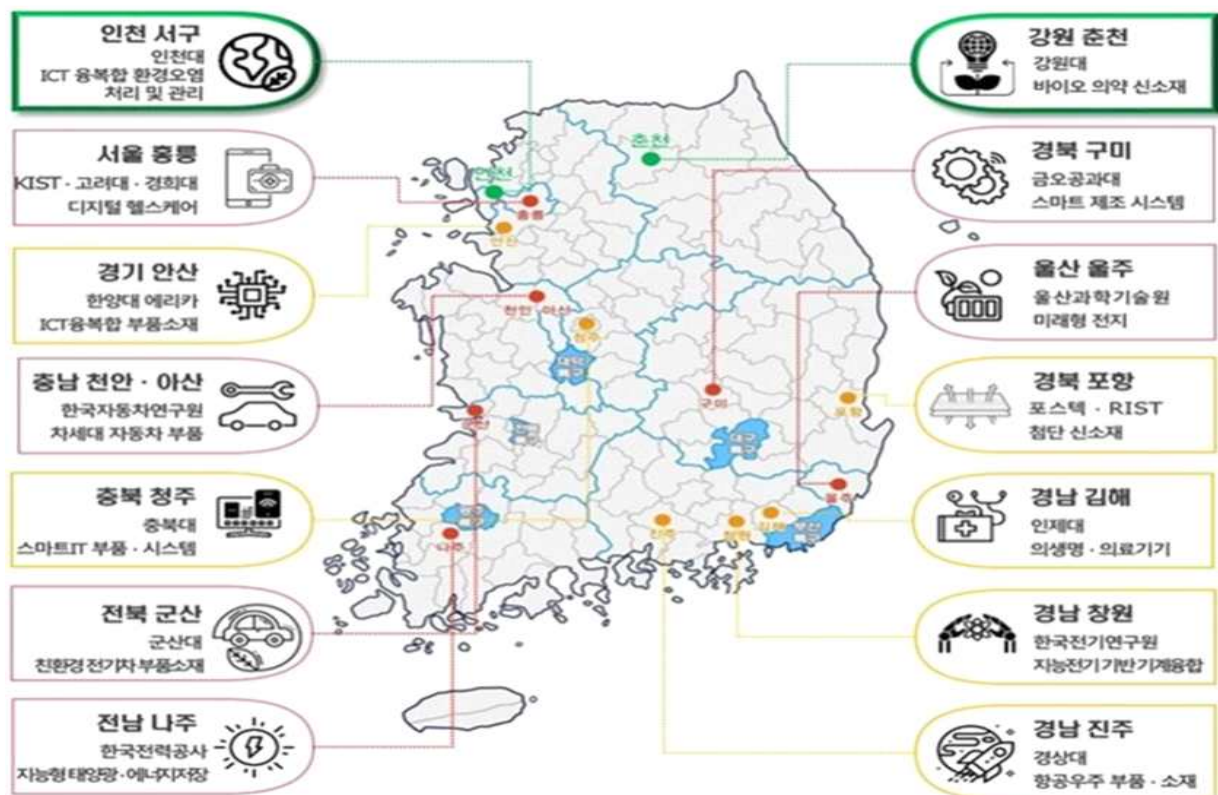 인천 서구
인천대
ICT 융복합 환경오염
처리 및 관리
서울 홍릉
KIST · 고려대 · 경희대
디지털 헬스케어
경기 안산
한양대 에리카
ICT융복합 부품소재
충남 천안 · 아산
한국자동차연구원
차세대 자동차 부품
충북 청주
충북대
스마트IT 부품 · 시스템
전북 군산
군산대
친환경 전기차 부품소재
전남 나주
한국전력공사
지능형 태양광·에너지저장
춘천
인천
홍릉
안산
천안 아산
청주
구미
포항
군산
울주
진주
창원
김해
나주
강원 춘천
강원대
바이오 의약 신소재
경북 구미
금오공과대
스마트 제조 시스템
울산 울주
울산과학기술원
미래형 전지
경북 포항
포스텍 · RIST
첨단 신소재
경남 김해
인제대
의생명 · 의료기기
경남 창원
한국전기연구원
지능전기 기반 기계융합
경남 진주
경상대
항공우주 부품 · 소재